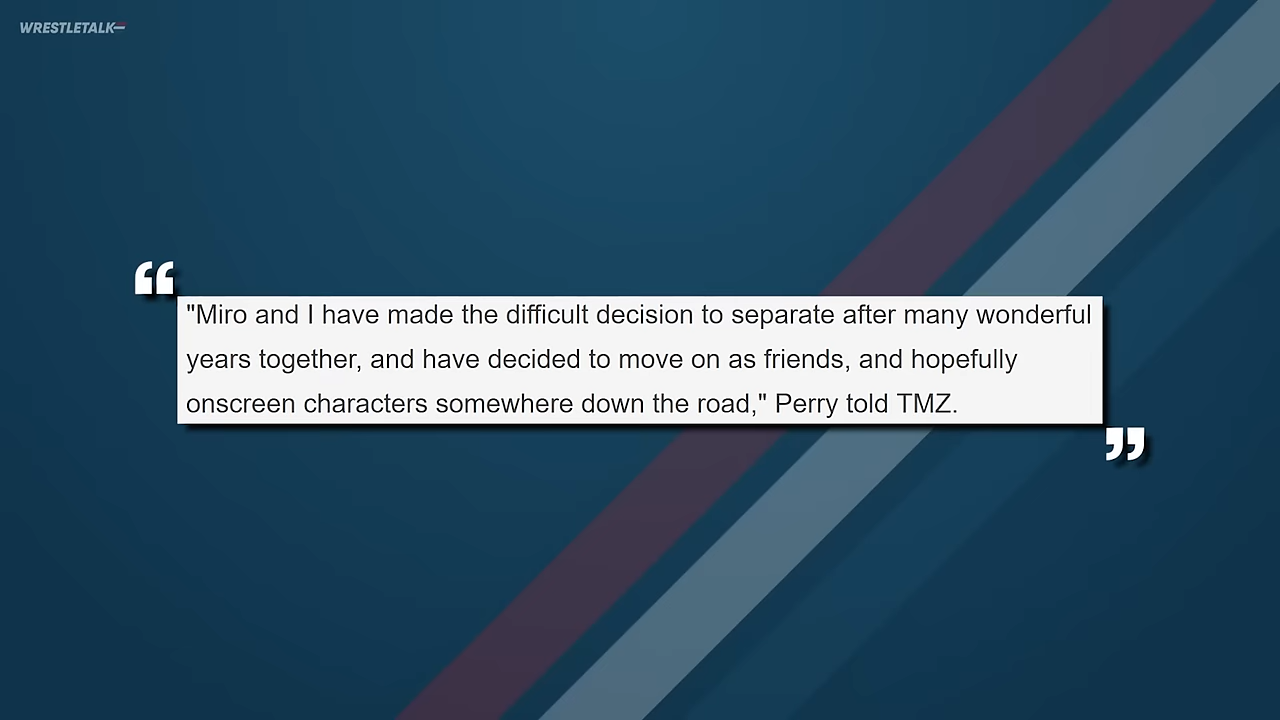 WRESTLETALK
“
"Miro and I have made the difficult decision to separate after many wonderful
years together, and have decided to move on as friends, and hopefully
onscreen characters somewhere down the road," Perry told TMZ.
”